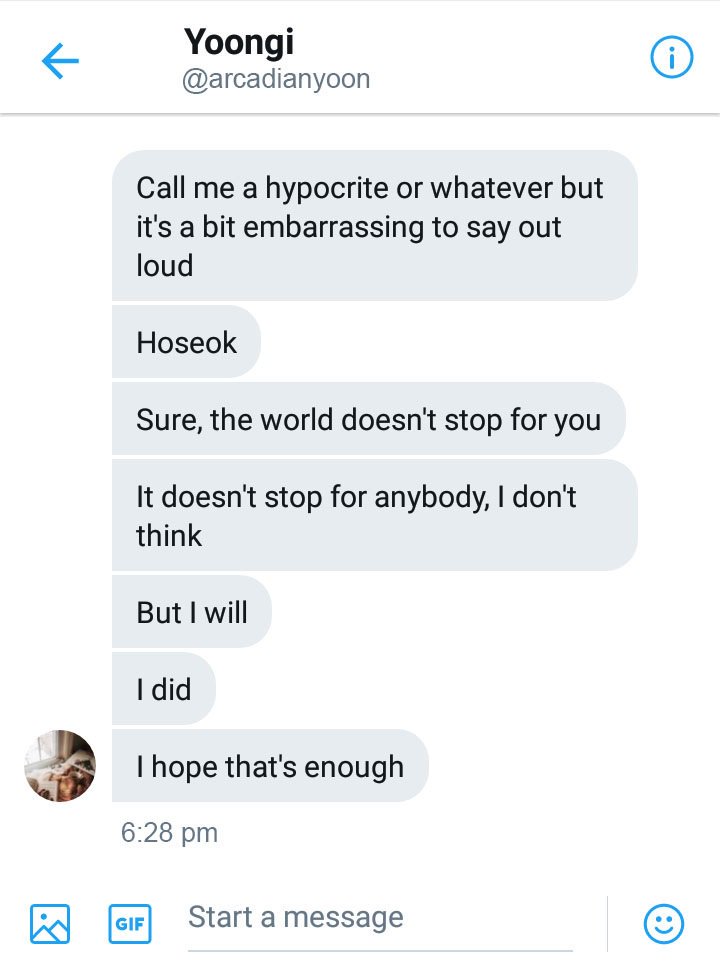 Yoongi
@arcadianyoon
Call me a hypocrite or whatever but
it's a bit embarrassing to say out
loud
Hoseok
Sure, the world doesn't stop for you
It doesn't stop for anybody, I don't
think
But I will
I did
I hope that's enough
6:28 pm
GIF
Start a message